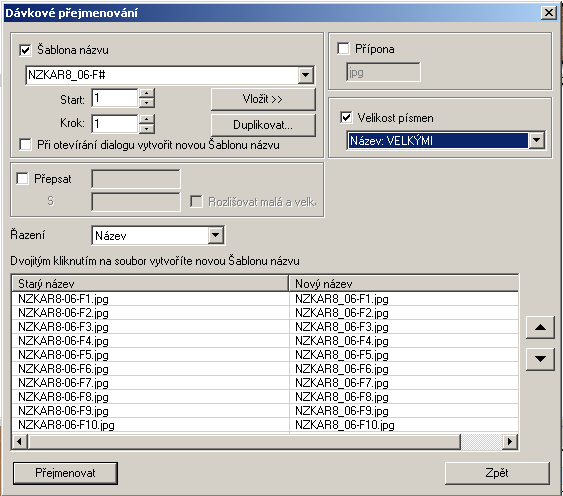 Dávkové přejmenování
Šablona názvu
NZKAR8_06-F#
Start: 1
Vložit >>
Krok: 1
Duplikovat...
Při otevírání dialogu vytvořit novou Šablonu názvu
Přípona
jpg
Velikost písmen
Název: VELKÝMI
Přepsat
S
Rozlišovat malá a velk.
Řazení
Název
Dvojitým kliknutím na soubor vytvoříte novou Šablonu názvu
Starý název Nový název
NZKAR8-06-F1.jpg NZKAR8_06-F1.jpg
NZKAR8-06-F2.jpg NZKAR8_06-F2.jpg
NZKAR8-06-F3.jpg NZKAR8_06-F3.jpg
NZKAR8-06-F4.jpg NZKAR8_06-F4.jpg
NZKAR8-06-F5.jpg NZKAR8_06-F5.jpg
NZKAR8-06-F6.jpg NZKAR8_06-F6.jpg
NZKAR8-06-F7.jpg NZKAR8_06-F7.jpg
NZKAR8-06-F8.jpg NZKAR8_06-F8.jpg
NZKAR8-06-F9.jpg NZKAR8_06-F9.jpg
NZKAR8-06-F10.jpg NZKAR8_06-F10.jpg
Přejmenovat
Zpět